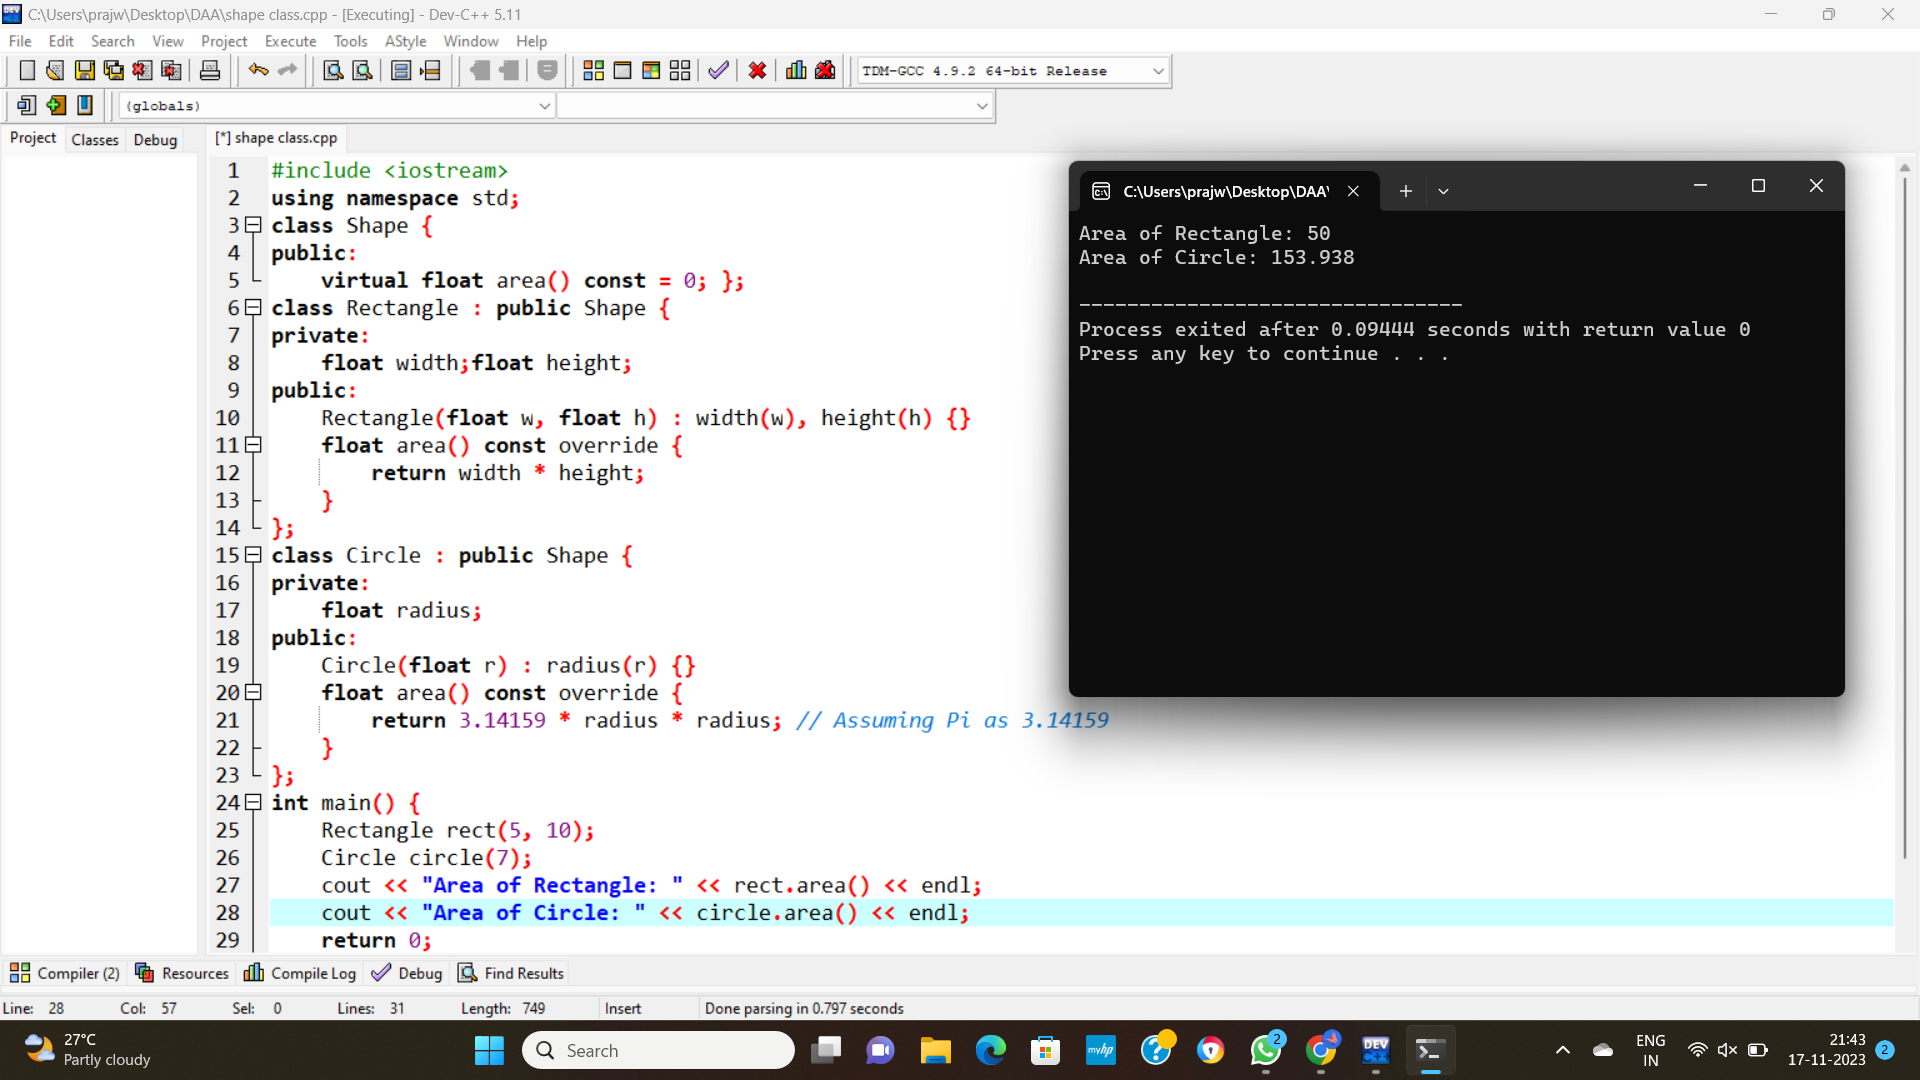 C:\Users\prajw\Desktop\DAA\shape class.cpp - [Executing] - Dev-C++ 5.11
File Edit Search View Project Execute Tools AStyle Window Help
TDM-GCC 4.9.2 64-bit Release
(globals)
Project Classes Debug
[*] shape class.cpp
1 #include <iostream>
2 using namespace std;
3 class Shape {
4 public:
5     virtual float area() const = 0; };
6 class Rectangle : public Shape {
7 private:
8     float width;float height;
9 public:
10     Rectangle(float w, float h) : width(w), height(h) {}
11     float area() const override {
12         return width * height;
13     }
14 };
15 class Circle : public Shape {
16 private:
17     float radius;
18 public:
19     Circle(float r) : radius(r) {}
20     float area() const override {
21         return 3.14159 * radius * radius; // Assuming Pi as 3.14159
22     }
23 };
24 int main() {
25     Rectangle rect(5, 10);
26     Circle circle(7);
27     cout << "Area of Rectangle: " << rect.area() << endl;
28     cout << "Area of Circle: " << circle.area() << endl;
29     return 0;
C:\Users\prajw\Desktop\DAA\
Area of Rectangle: 50
Area of Circle: 153.938
--------------------------------
Process exited after 0.09444 seconds with return value 0
Press any key to continue . . .
Compiler (2) Resources Compile Log Debug Find Results
Line: 28 Col: 57 Sel: 0 Lines: 31 Length: 749 Insert Done parsing in 0.797 seconds
27°C
Partly cloudy
Search
myhp
2
DEV
C++
ENG
IN
21:43
17-11-2023
2